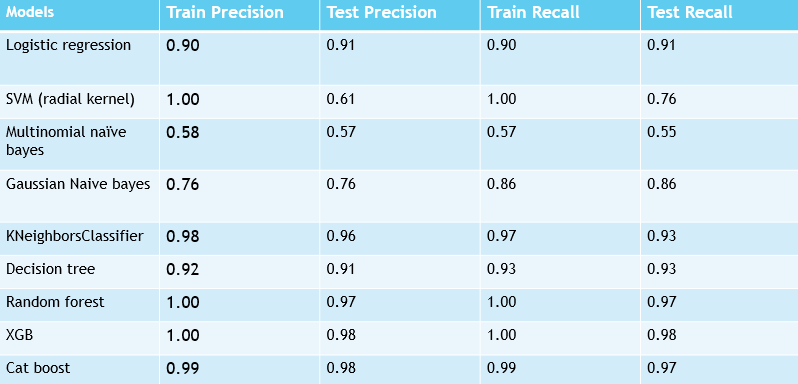 Models Train Precision Test Precision Train Recall Test Recall
Logistic regression 0.90 0.91 0.90 0.91
SVM (radial kernel) 1.00 0.61 1.00 0.76
Multinomial naïve 0.58 0.57 0.57 0.55
bayes
Gaussian Naive bayes 0.76 0.76 0.86 0.86
KNeighborsClassifier 0.98 0.96 0.97 0.93
Decision tree 0.92 0.91 0.93 0.93
Random forest 1.00 0.97 1.00 0.97
XGB 1.00 0.98 1.00 0.98
Cat boost 0.99 0.98 0.99 0.97